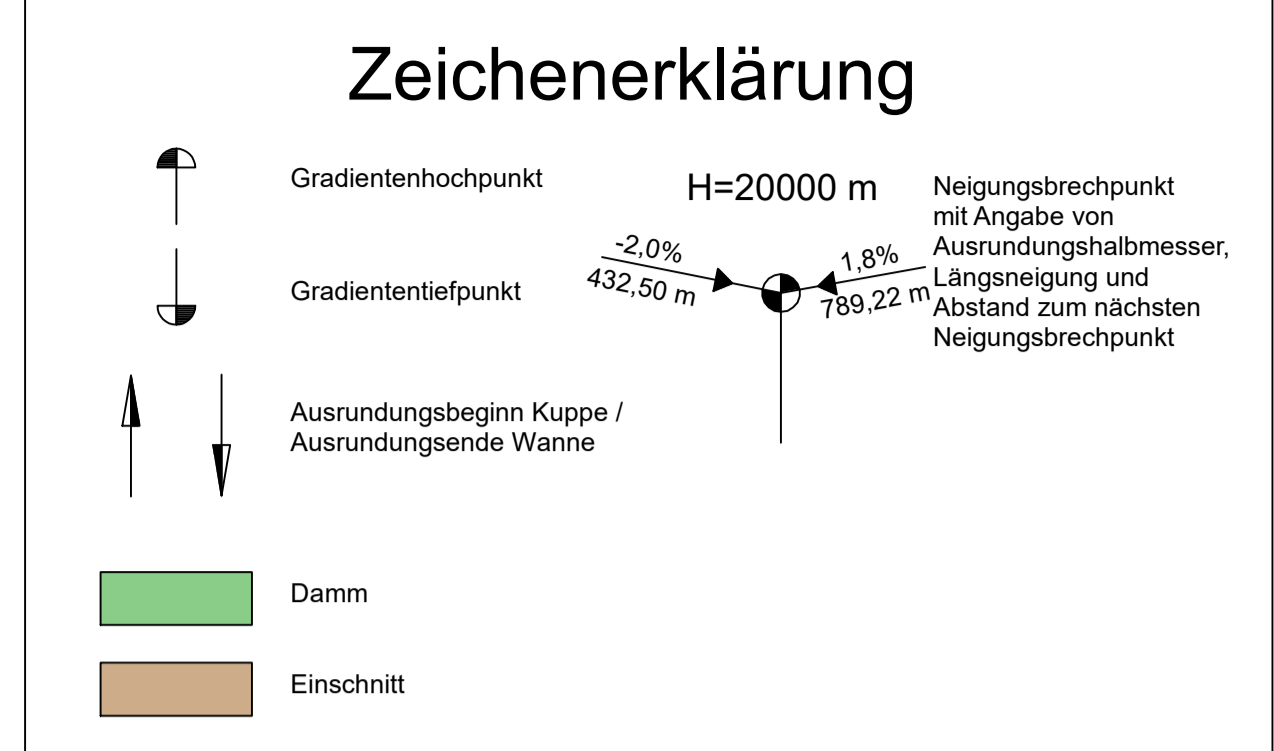 Zeichenerklärung
Gradientenhochpunkt
Gradiententiefpunkt
Ausrundungsbeginn Kuppe /
Ausrundungsende Wanne
Damm
Einschnitt
H=20000 m
-2,0%
432,50 m
1,8%
789,22 m
Neigungsbrechpunkt
mit Angabe von
Ausrundungshalbmesser,
Längsneigung und
Abstand zum nächsten
Neigungsbrechpunkt